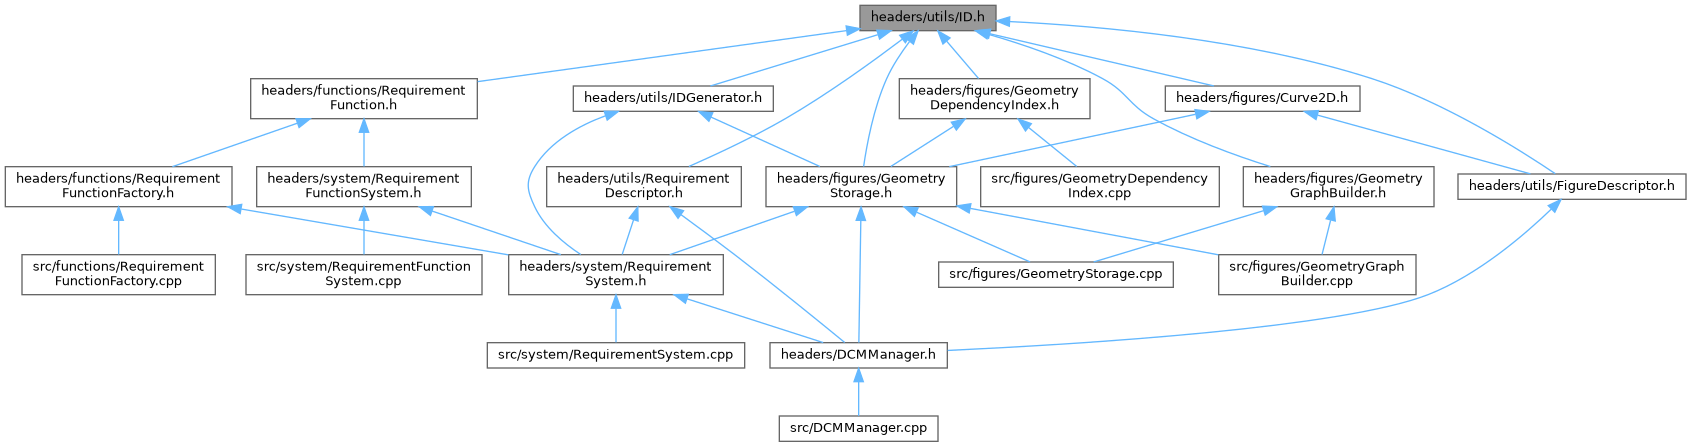 headers/utils/ID.h
headers/functions/Requirement
Function.h
headers/utils/IDGenerator.h
headers/figures/Geometry
DependencyIndex.h
headers/figures/Curve2D.h
headers/functions/Requirement
FunctionFactory.h
headers/system/Requirement
FunctionSystem.h
headers/utils/Requirement
Descriptor.h
headers/figures/Geometry
Storage.h
src/figures/GeometryDependency
Index.cpp
headers/figures/Geometry
GraphBuilder.h
headers/utils/FigureDescriptor.h
src/functions/Requirement
FunctionFactory.cpp
src/system/RequirementFunction
System.cpp
headers/system/Requirement
System.h
src/figures/GeometryStorage.cpp
src/figures/GeometryGraph
Builder.cpp
src/system/RequirementSystem.cpp
headers/DCMManager.h
src/DCMManager.cpp